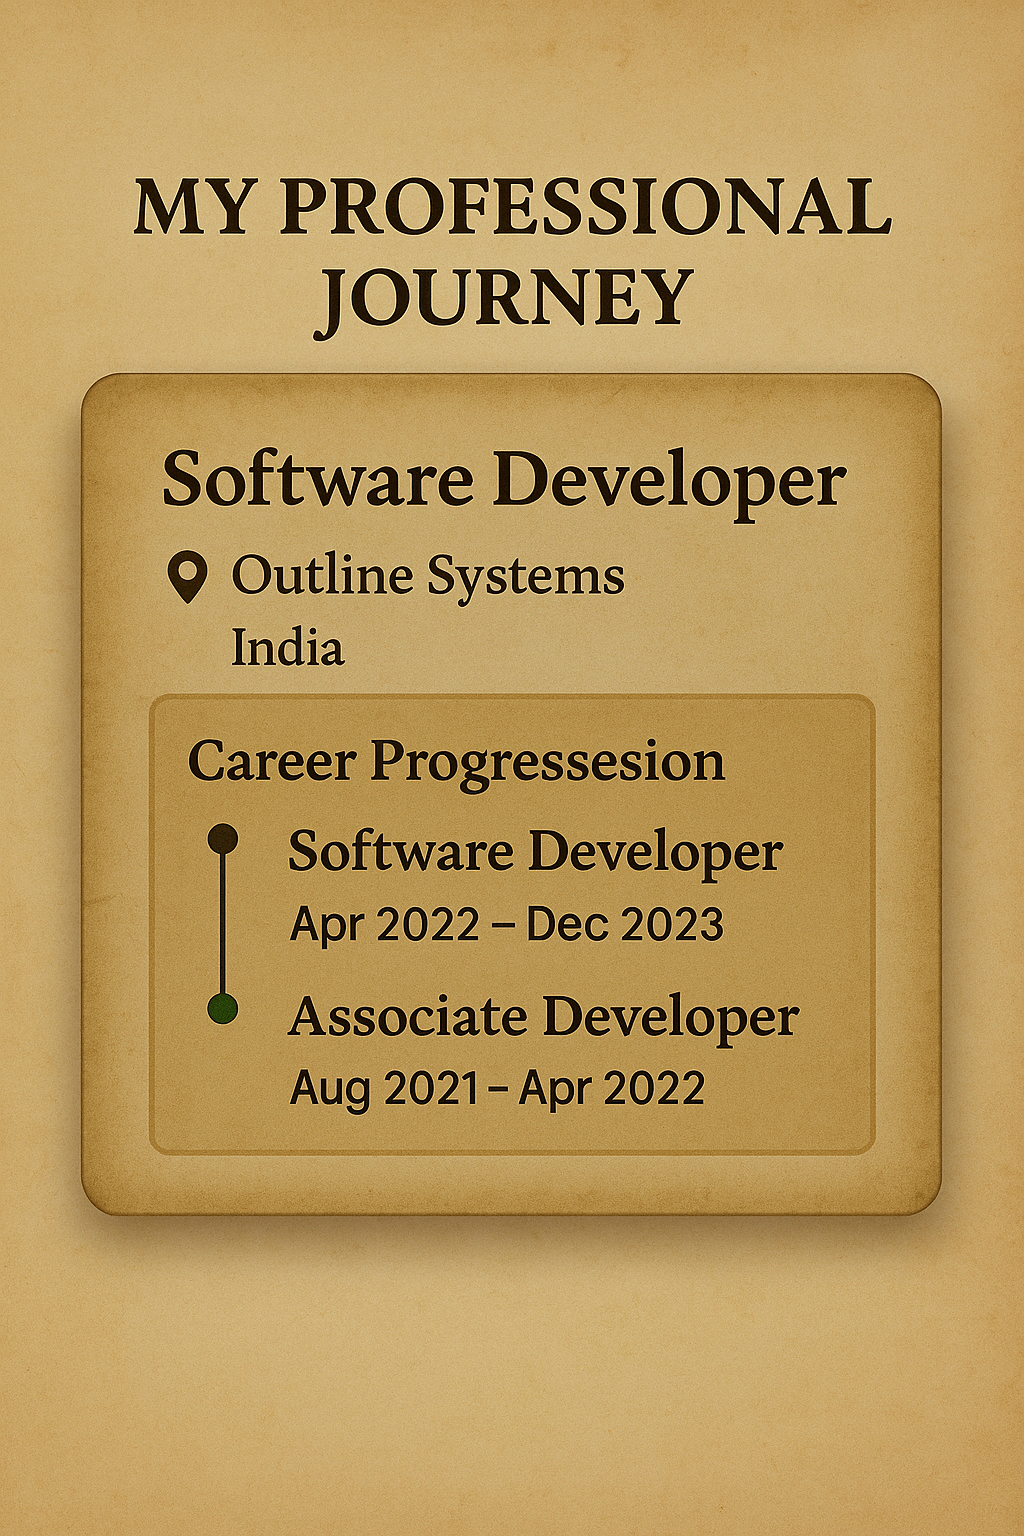 MY PROFESSIONAL
JOURNEY
Software Developer
Outline Systems
India
Career Progressesion
Software Developer
Apr 2022 – Dec 2023
Associate Developer
Aug 2021 – Apr 2022